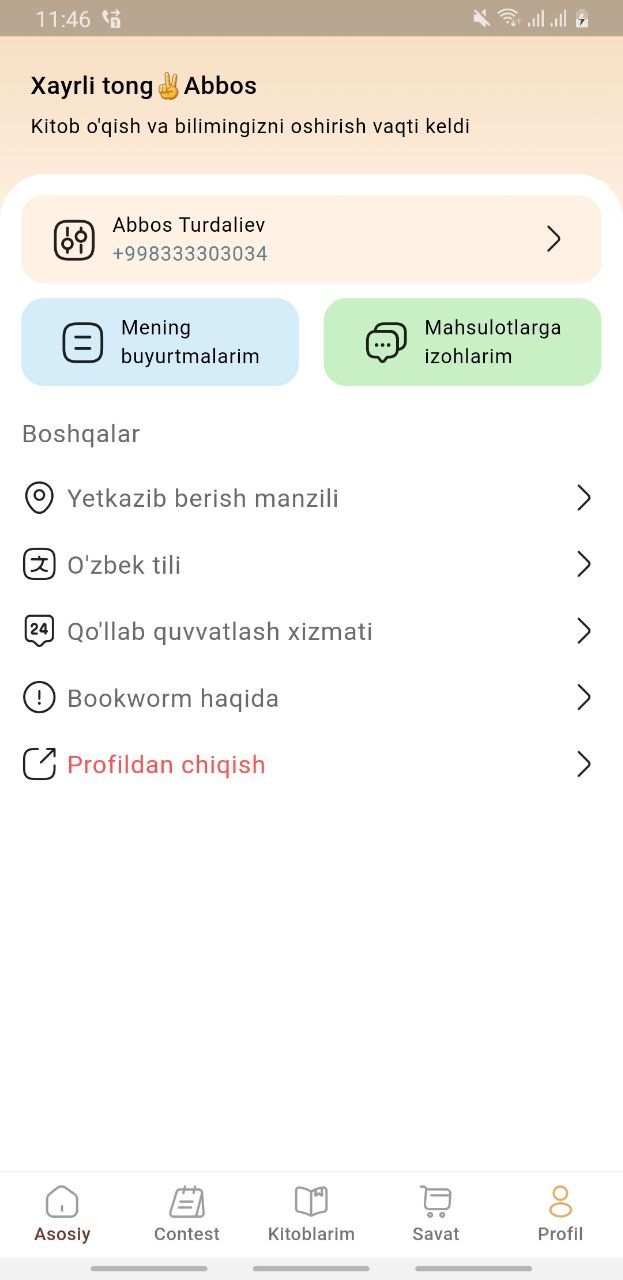 11:46
Xayrli tong✌Abbos
Kitob o'qish va bilimingizni oshirish vaqti keldi
Abbos Turdaliev
+998333303034
Mening
buyurtmalarim
Mahsulotlarga
izohlarim
Boshqalar
Yetkazib berish manzili
O'zbek tili
24 Qo'llab quvvatlash xizmati
Bookworm haqida
Profildan chiqish
Asosiy Contest Kitoblarim Savat Profil